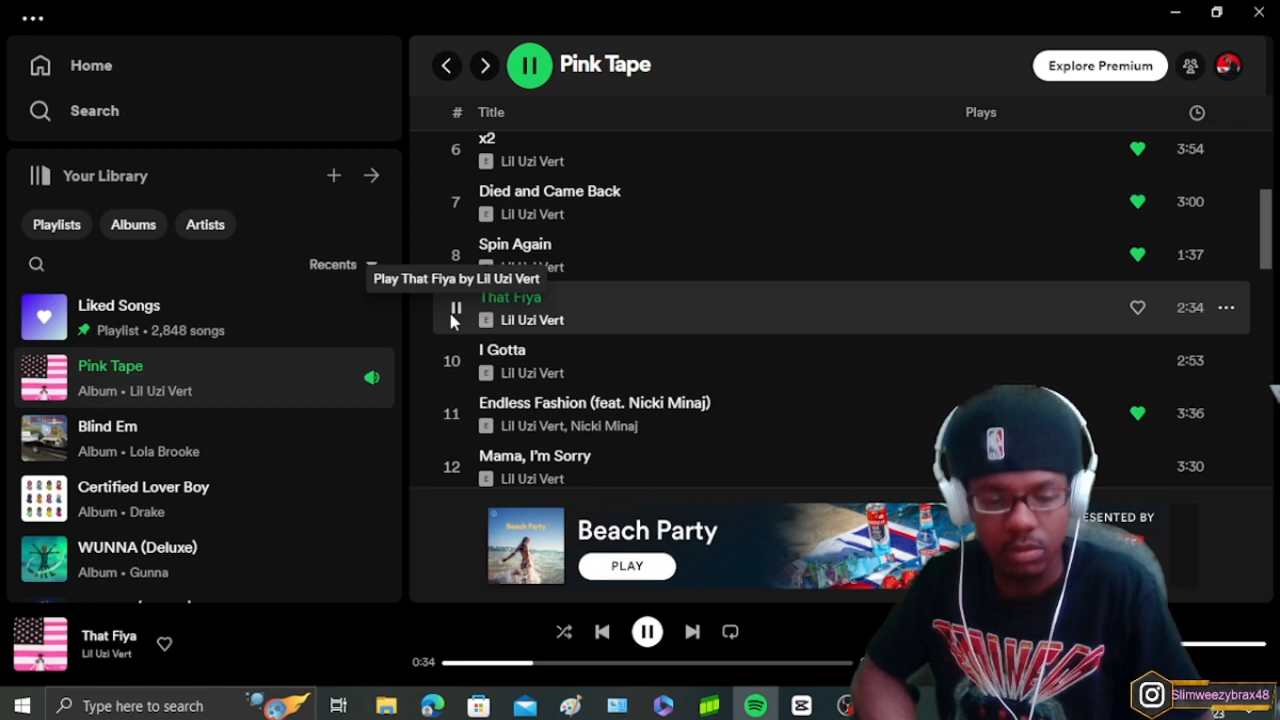 Home
Search
Your Library
Playlists
Albums
Artists
Recents
Liked Songs
Playlist • 2,848 songs
Pink Tape
Album • Lil Uzi Vert
Blind Em
Album • Lola Brooke
Certified Lover Boy
Album • Drake
WUNNA (Deluxe)
Album • Gunna
Pink Tape
Explore Premium
# Title Plays
6 x2 3:54
E Lil Uzi Vert
7 Died and Came Back 3:00
E Lil Uzi Vert
8 Spin Again 1:37
Vert
Play That Fiya by Lil Uzi Vert
That Fiya 2:34
E Lil Uzi Vert
10 I Gotta 2:53
E Lil Uzi Vert
11 Endless Fashion (feat. Nicki Minaj) 3:36
E Lil Uzi Vert, Nicki Minaj
12 Mama, I'm Sorry 3:30
E Lil Uzi Vert
Beach Party
Beach Party
PLAY
ESENTED BY
That Fiya
Lil Uzi Vert
0:34
Type here to search
Slimweezybrax48
23